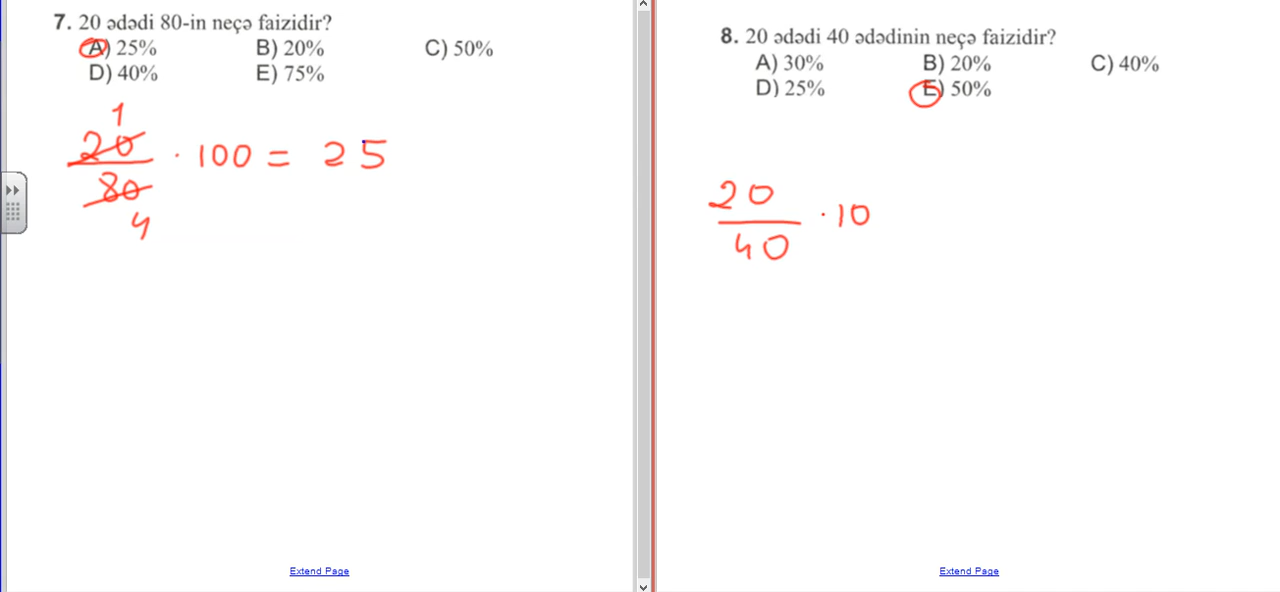 7. 20 ədədi 80-in neçə faizidir?
A) 25% B) 20% C) 50%
D) 40% E) 75%
1
20
80
4
· 100 = 25
Extend Page
8. 20 ədədi 40 ədədinin neçə faizidir?
A) 30% B) 20% C) 40%
D) 25% E) 50%
20
40
· 10
Extend Page